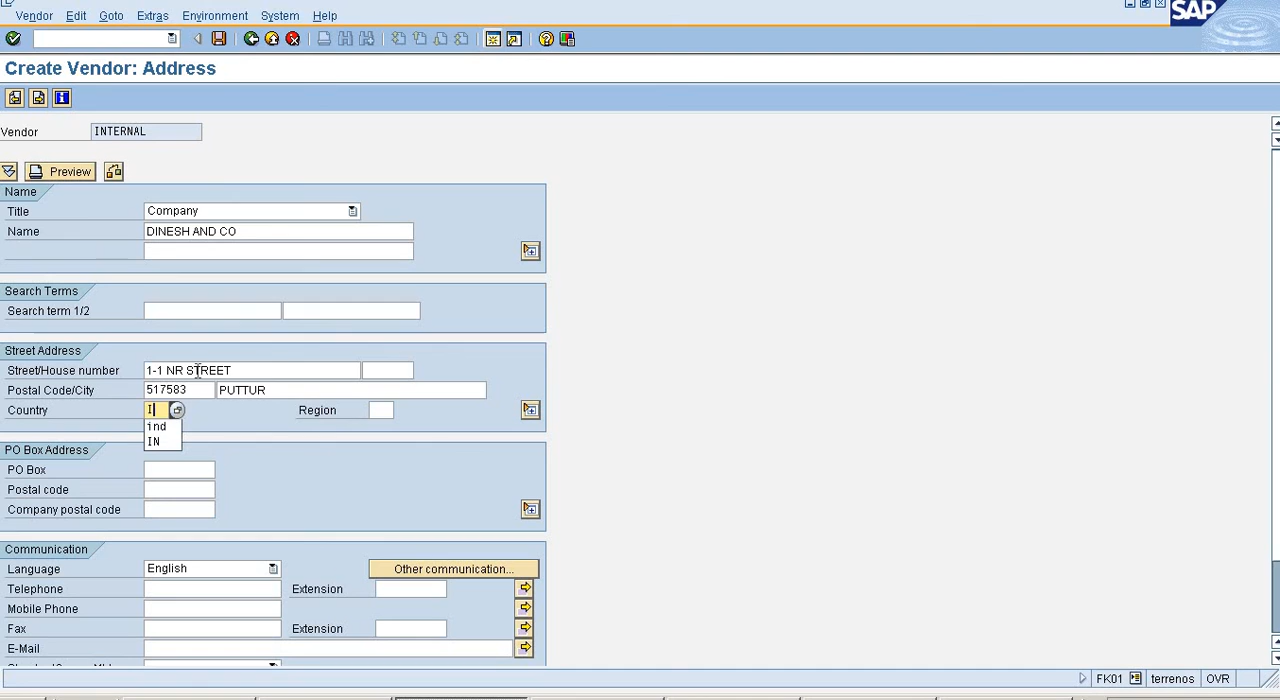 Vendor Edit Goto Extras Environment System Help
SAP
Create Vendor: Address
Vendor INTERNAL
Preview
Name
Title Company
Name DINESH AND CO
Search Terms
Search term 1/2
Street Address
Street/House number 1-1 NR STREET
Postal Code/City 517583 PUTTUR
Country I Region
ind
IN
PO Box Address
PO Box
Postal code
Company postal code
Communication
Language English Other communication...
Telephone Extension
Mobile Phone
Fax Extension
E-Mail
FK01 terrenos OVR